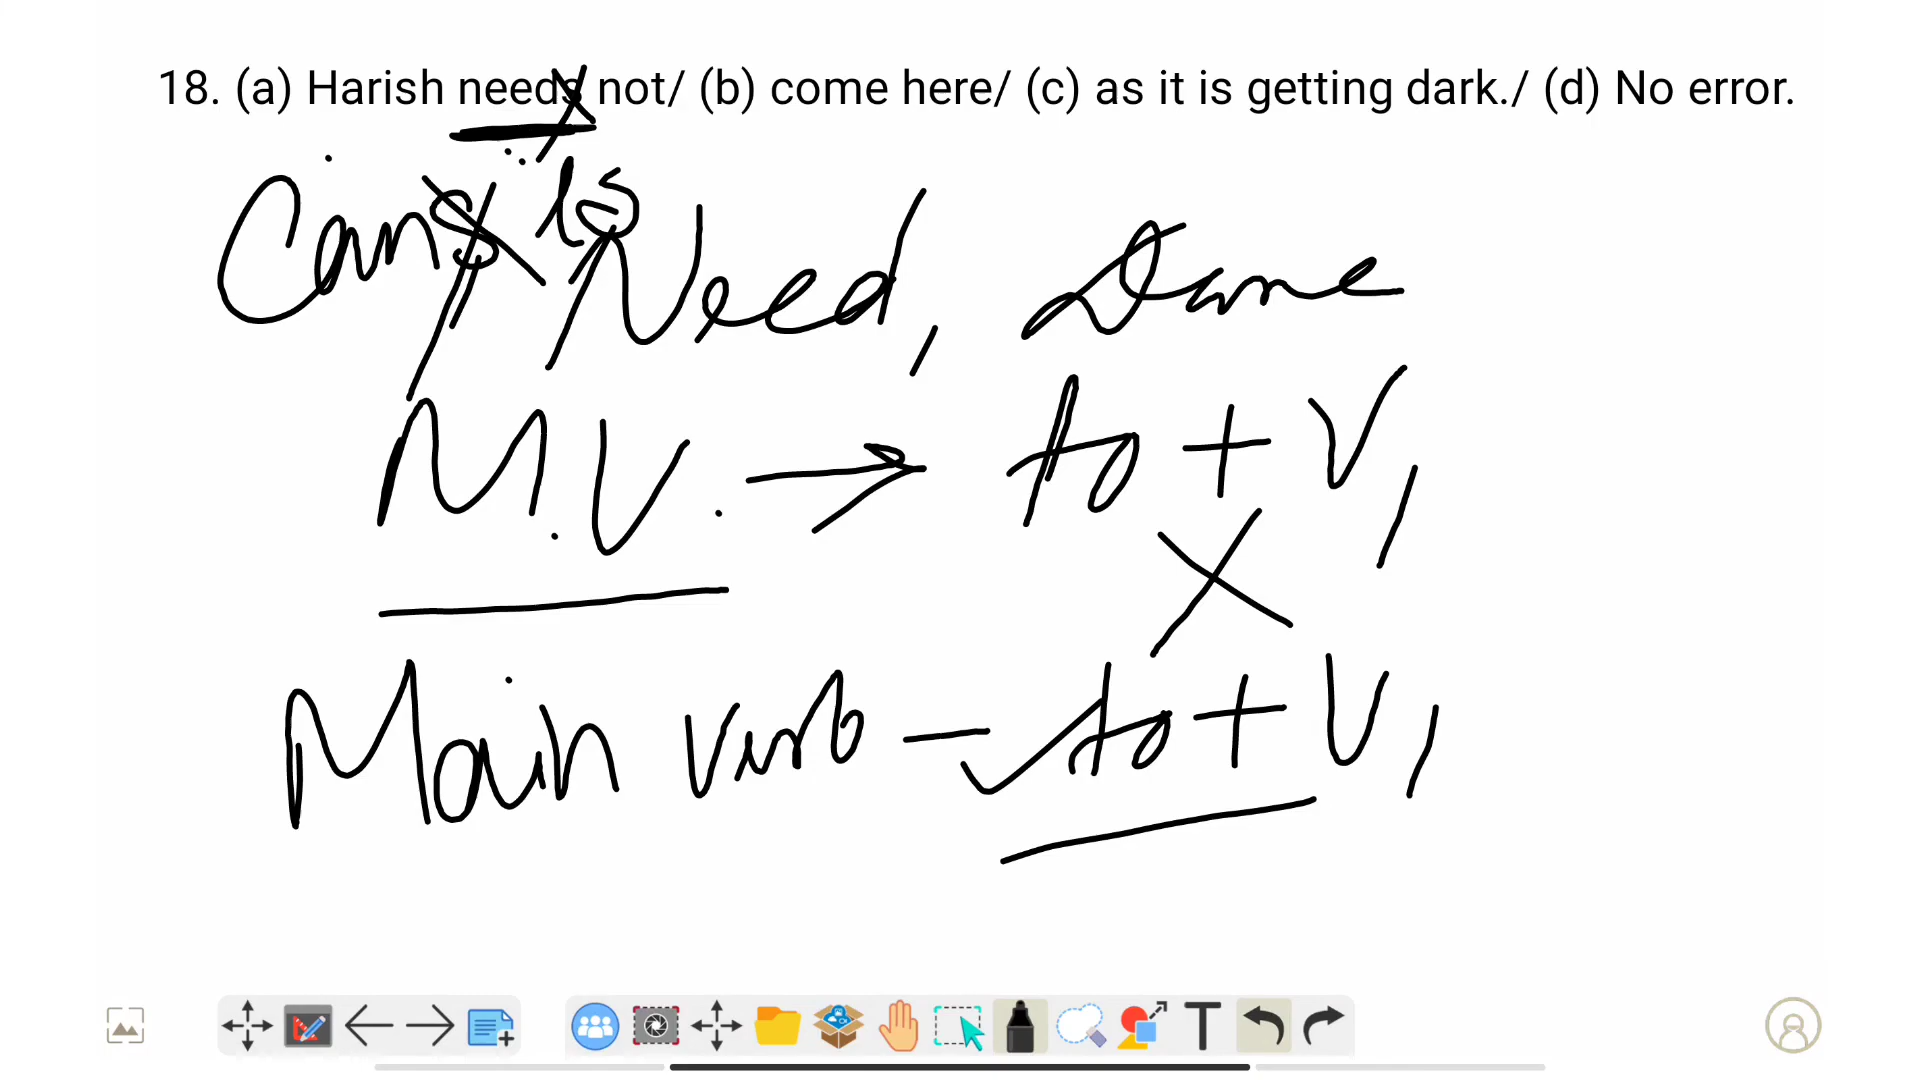 18. (a) Harish needs not/ (b) come here/ (c) as it is getting dark./ (d) No error.
Can s to Need, Dare
M.V. → to + V1
Main verb - to + V1
T